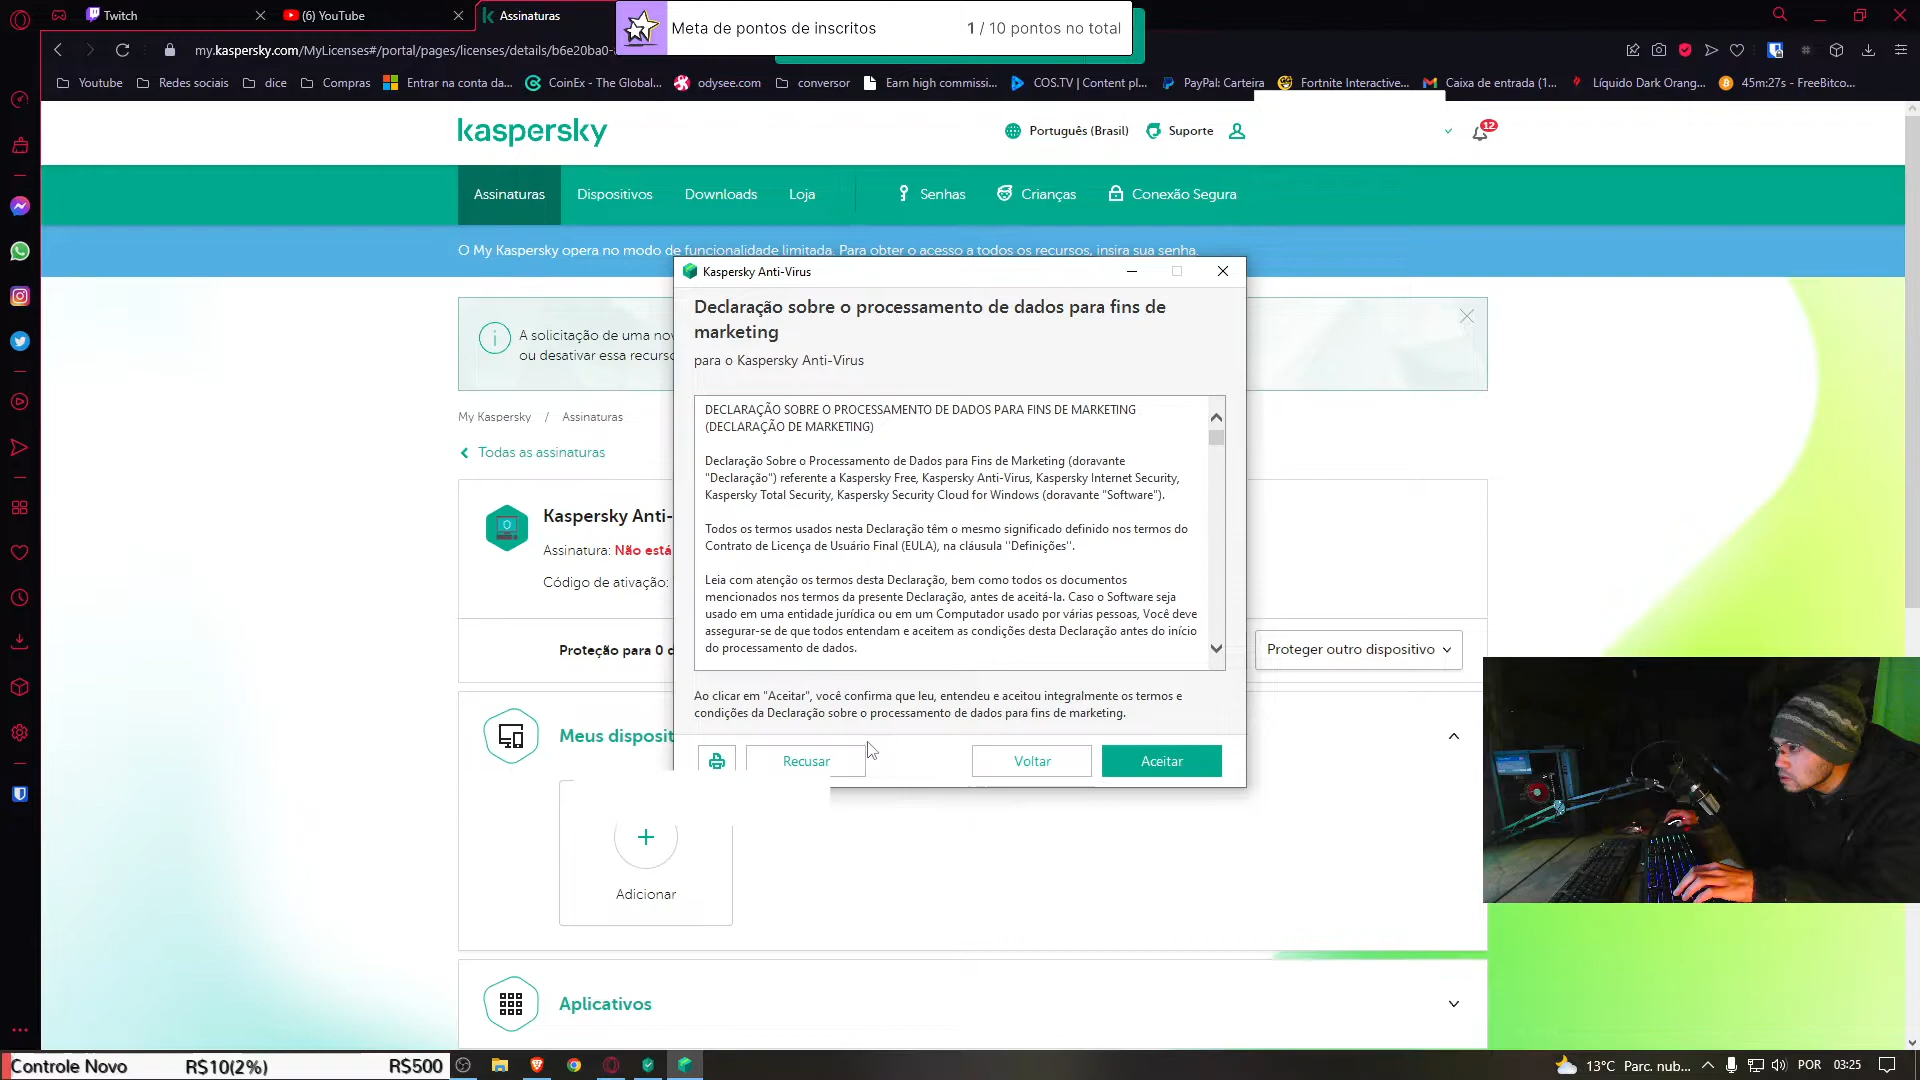 Twitch
(6) YouTube
Assinaturas
Meta de pontos de inscritos
1 / 10 pontos no total
my.kaspersky.com/MyLicenses#/portal/pages/licenses/details/b6e20ba0-
Youtube
Redes sociais
dice
Compras
Entrar na conta da...
CoinEx - The Global...
odysee.com
conversor
Earn high commissi...
COS.TV | Content pl...
PayPal: Carteira
Fortnite Interactive...
Caixa de entrada (1...
Líquido Dark Orang...
45m:27s - FreeBitco...
kaspersky
Português (Brasil)
Suporte
12
Assinaturas
Dispositivos
Downloads
Loja
Senhas
Crianças
Conexão Segura
O My Kaspersky opera no modo de funcionalidade limitada. Para obter o acesso a todos os recursos, insira sua senha.
A solicitação de uma nov
ou desativar essa recurso
My Kaspersky / Assinaturas
Todas as assinaturas
Kaspersky Anti-
Assinatura: Não está
Código de ativação:
Proteção para 0 d
Proteger outro dispositivo
Meus disposit
Adicionar
Aplicativos
Kaspersky Anti-Virus
Declaração sobre o processamento de dados para fins de
marketing
para o Kaspersky Anti-Virus
DECLARAÇÃO SOBRE O PROCESSAMENTO DE DADOS PARA FINS DE MARKETING
(DECLARAÇÃO DE MARKETING)
Declaração Sobre o Processamento de Dados para Fins de Marketing (doravante
"Declaração") referente a Kaspersky Free, Kaspersky Anti-Virus, Kaspersky Internet Security,
Kaspersky Total Security, Kaspersky Security Cloud for Windows (doravante "Software").
Todos os termos usados nesta Declaração têm o mesmo significado definido nos termos do
Contrato de Licença de Usuário Final (EULA), na cláusula ''Definições''.
Leia com atenção os termos desta Declaração, bem como todos os documentos
mencionados nos termos da presente Declaração, antes de aceitá-la. Caso o Software seja
usado em uma entidade jurídica ou em um Computador usado por várias pessoas, Você deve
assegurar-se de que todos entendam e aceitem as condições desta Declaração antes do início
do processamento de dados.
Ao clicar em "Aceitar", você confirma que leu, entendeu e aceitou integralmente os termos e
condições da Declaração sobre o processamento de dados para fins de marketing.
Recusar
Voltar
Aceitar
Controle Novo
R$10(2%)
R$500
13°C
Parc. nub...
POR
03:25